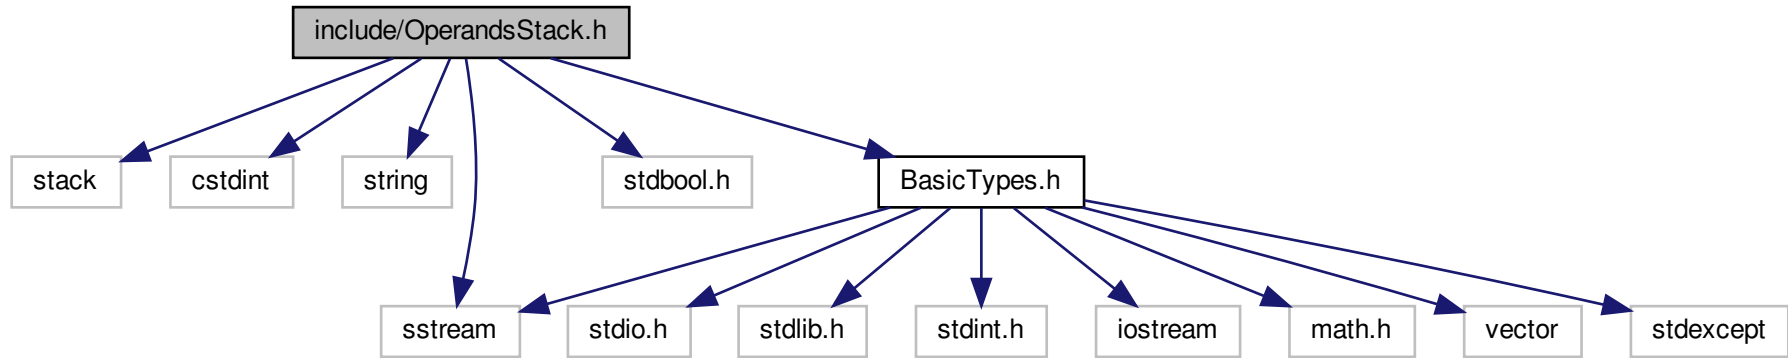 include/OperandsStack.h
stack
cstdint
string
stdbool.h
BasicTypes.h
sstream
stdio.h
stdlib.h
stdint.h
iostream
math.h
vector
stdexcept